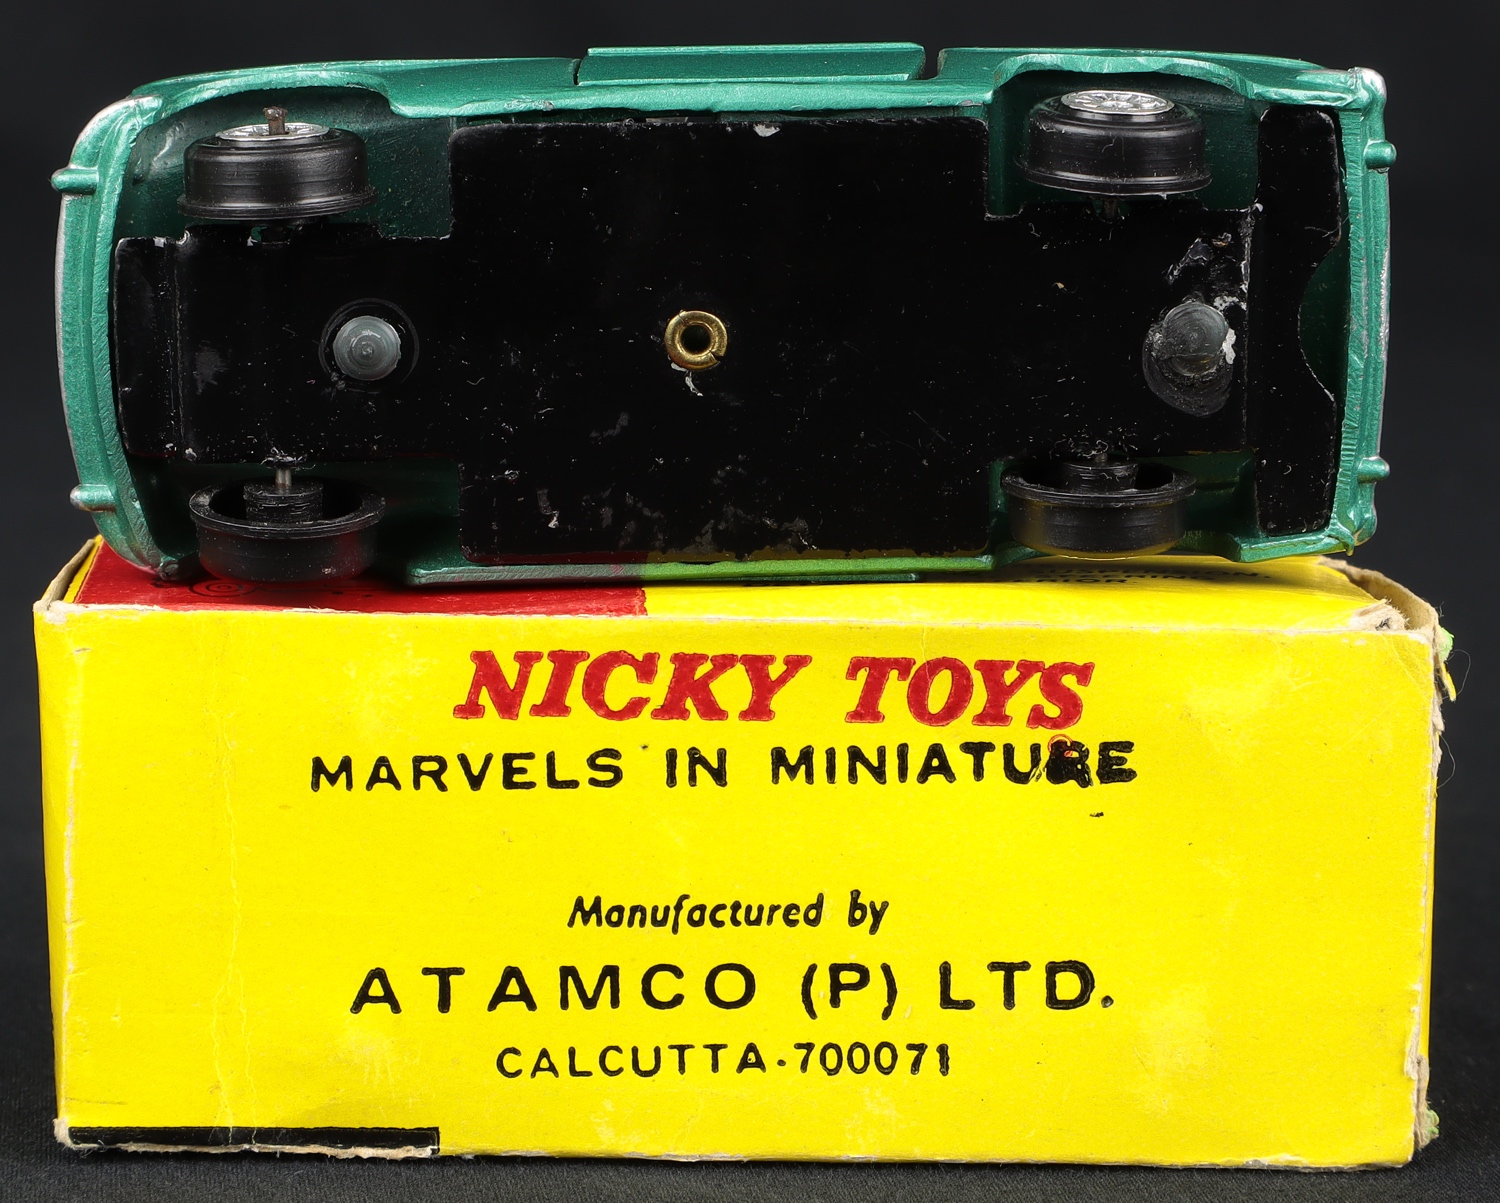 NICKY TOYS
MARVELS IN MINIATURE
Manufactured by
ATAMCO (P) LTD.
CALCUTTA-700071